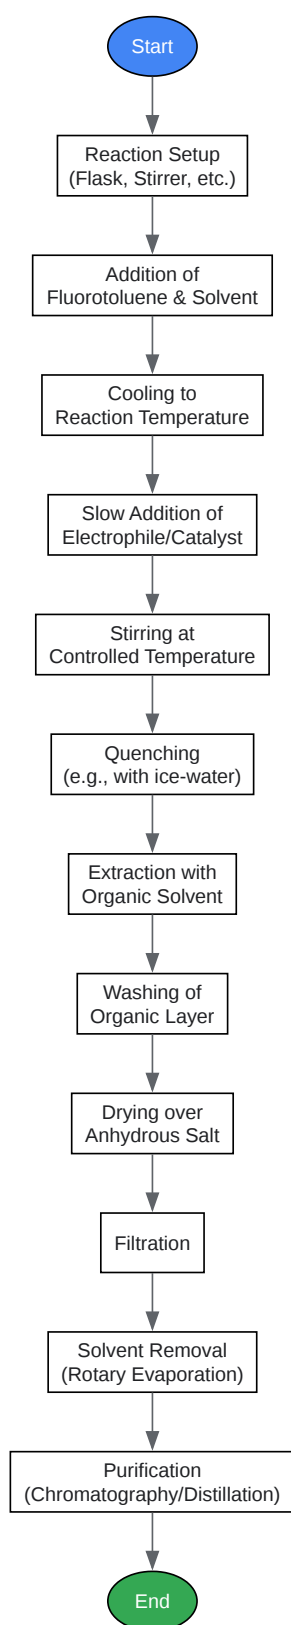 Start
Reaction Setup
(Flask, Stirrer, etc.)
Addition of
Fluorotoluene & Solvent
Cooling to
Reaction Temperature
Slow Addition of
Electrophile/Catalyst
Stirring at
Controlled Temperature
Quenching
(e.g., with ice-water)
Extraction with
Organic Solvent
Washing of
Organic Layer
Drying over
Anhydrous Salt
Filtration
Solvent Removal
(Rotary Evaporation)
Purification
(Chromatography/Distillation)
End